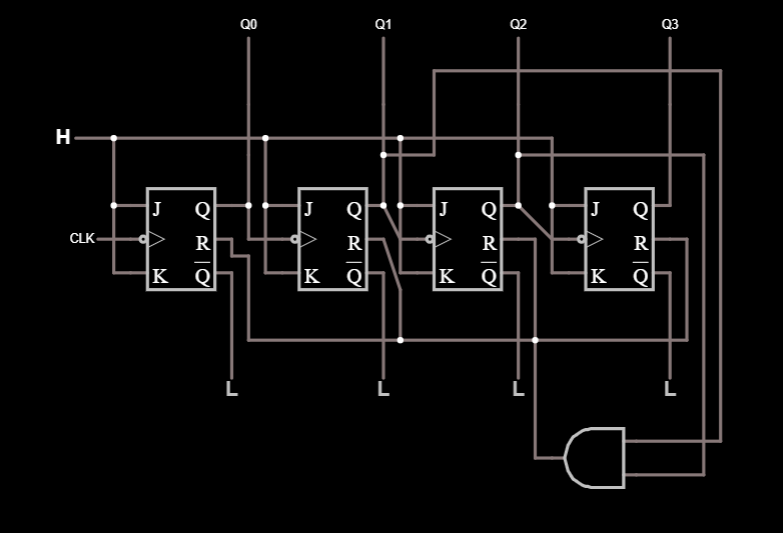 Q0 Q1 Q2 Q3
H
J Q J Q J Q J Q
CLK R R R R
K Q̅ K Q̅ K Q̅ K Q̅
L L L L